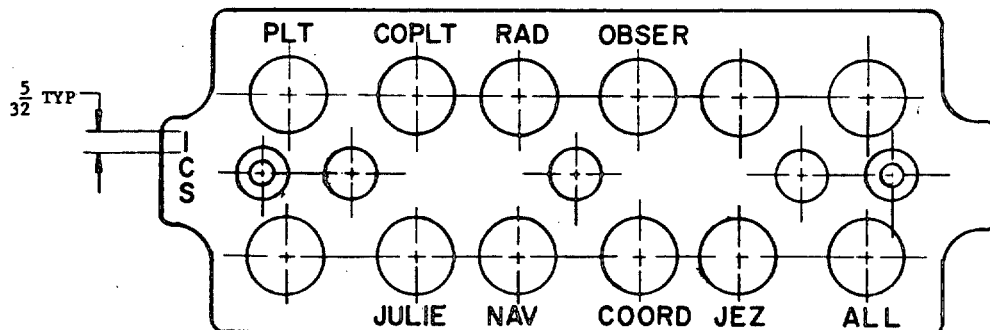 PLT COPLT RAD OBSER
5/32 TYP
I
C
S
JULIE NAV COORD JEZ ALL